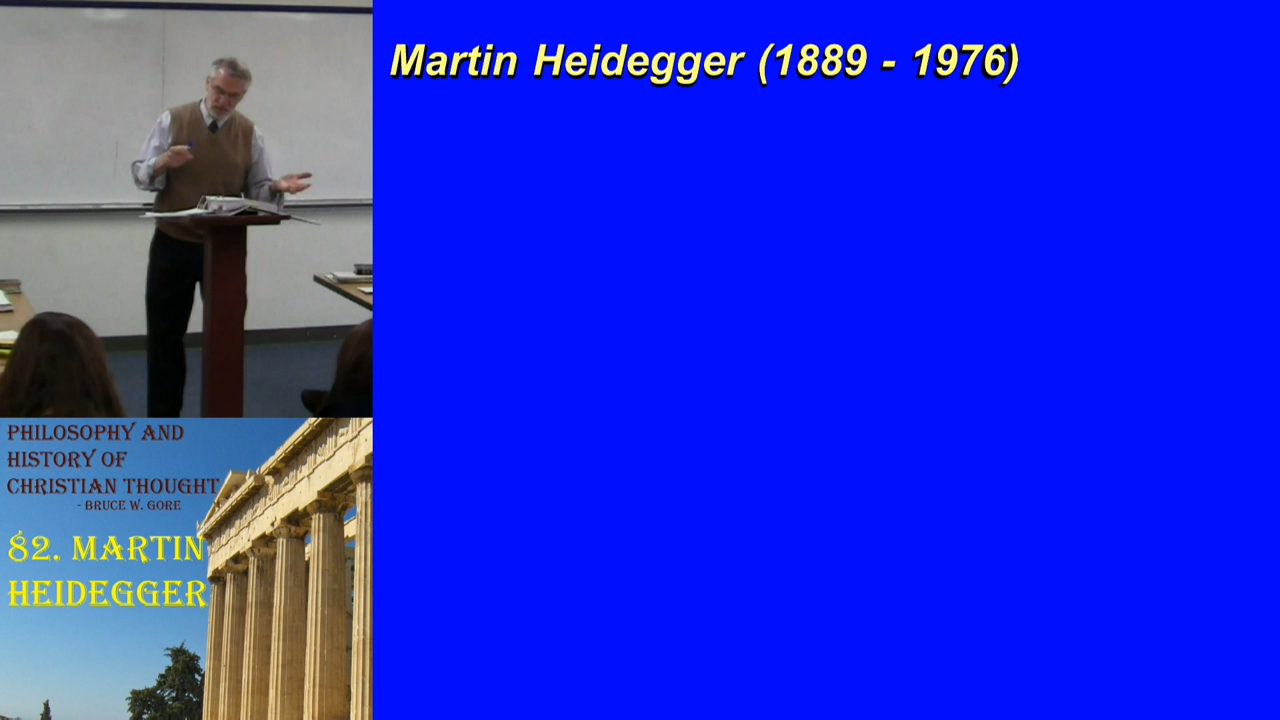 Martin Heidegger (1889 - 1976)
PHILOSOPHY AND
HISTORY OF
CHRISTIAN THOUGHT
- BRUCE W. GORE
82. MARTIN
HEIDEGGER